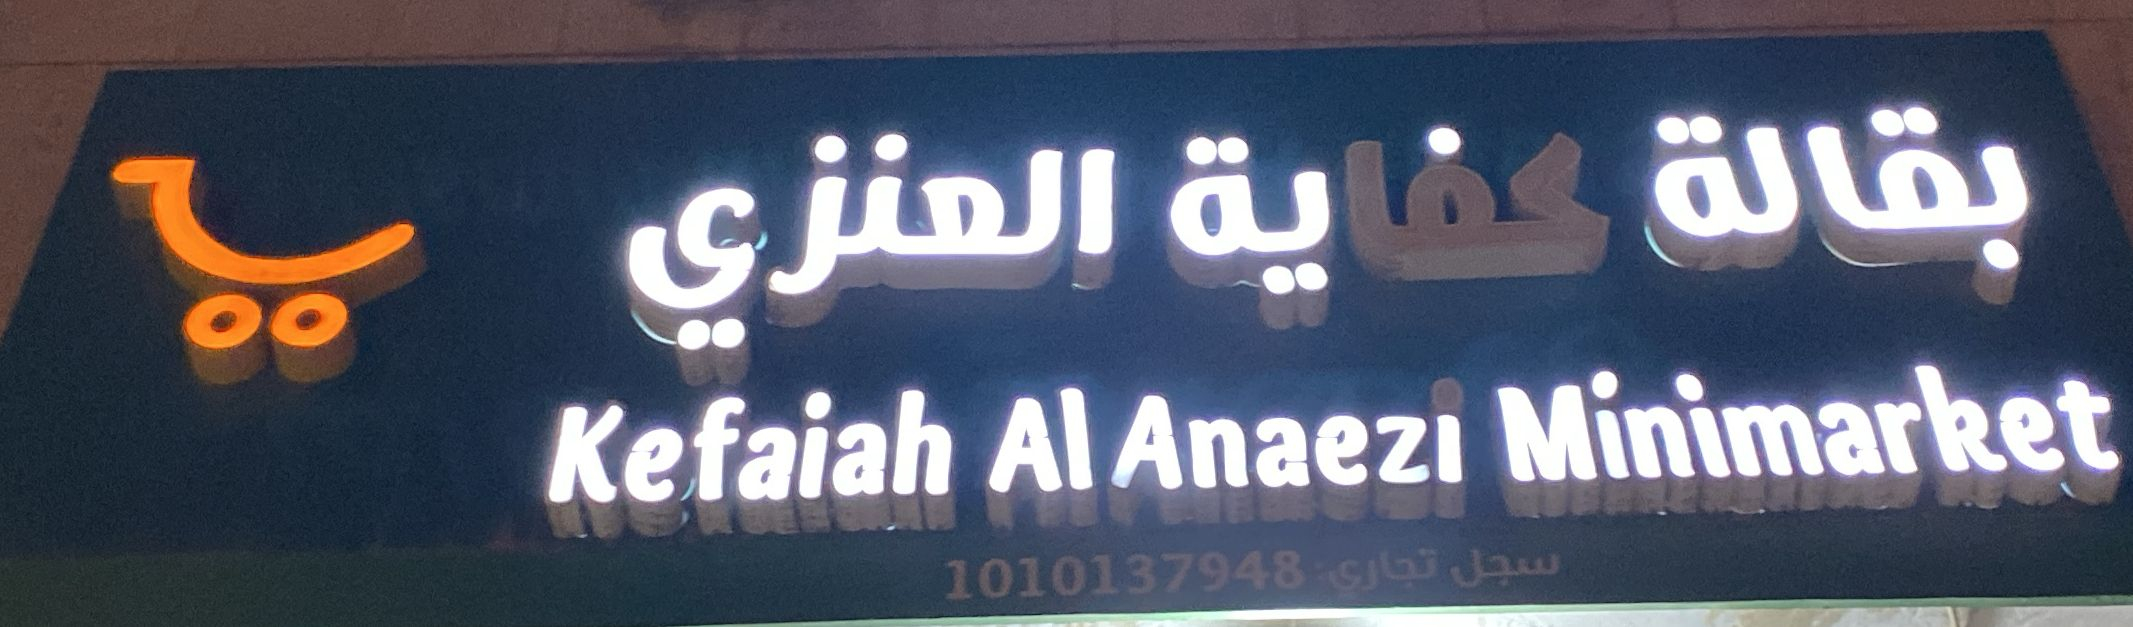 بقالة كفاية العنزي
Kefaiah Al Anaezi Minimarket
سجل تجاري: 1010137948